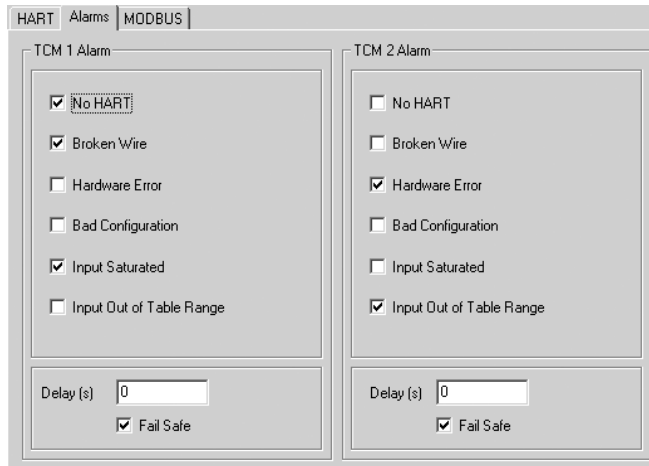 HART Alarms MODBUS
TCM 1 Alarm
No HART
Broken Wire
Hardware Error
Bad Configuration
Input Saturated
Input Out of Table Range
Delay (s) 0
Fail Safe
TCM 2 Alarm
No HART
Broken Wire
Hardware Error
Bad Configuration
Input Saturated
Input Out of Table Range
Delay (s) 0
Fail Safe